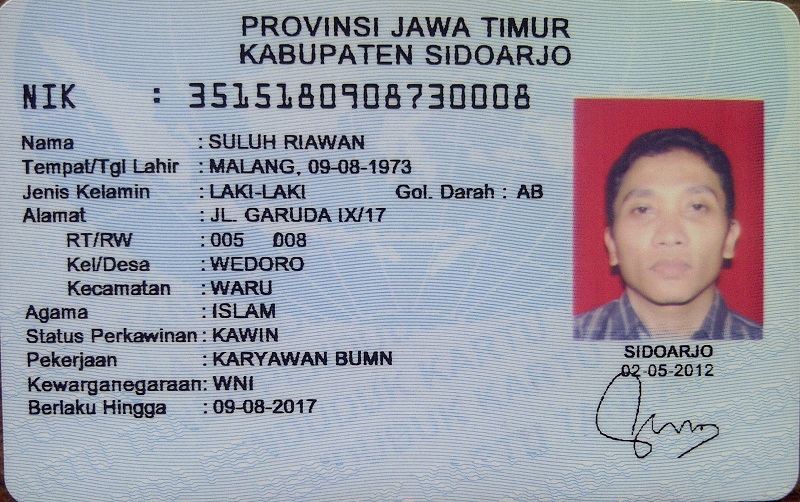 PROVINSI JAWA TIMUR
KABUPATEN SIDOARJO
NIK : 3515180908730008
Nama : SULUH RIAWAN
Tempat/Tgl Lahir : MALANG, 09-08-1973
Jenis Kelamin : LAKI-LAKI Gol. Darah : AB
Alamat : JL. GARUDA IX/17
RT/RW : 005 008
Kel/Desa : WEDORO
Kecamatan : WARU
Agama : ISLAM
Status Perkawinan : KAWIN
Pekerjaan : KARYAWAN BUMN
Kewarganegaraan : WNI
Berlaku Hingga : 09-08-2017
SIDOARJO
02-05-2012